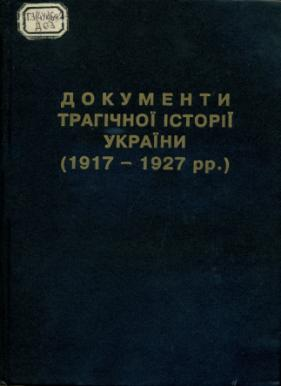 ДОКУМЕНТИ
ТРАГІЧНОЇ ІСТОРІЇ
УКРАЇНИ
(1917 – 1927 рр.)